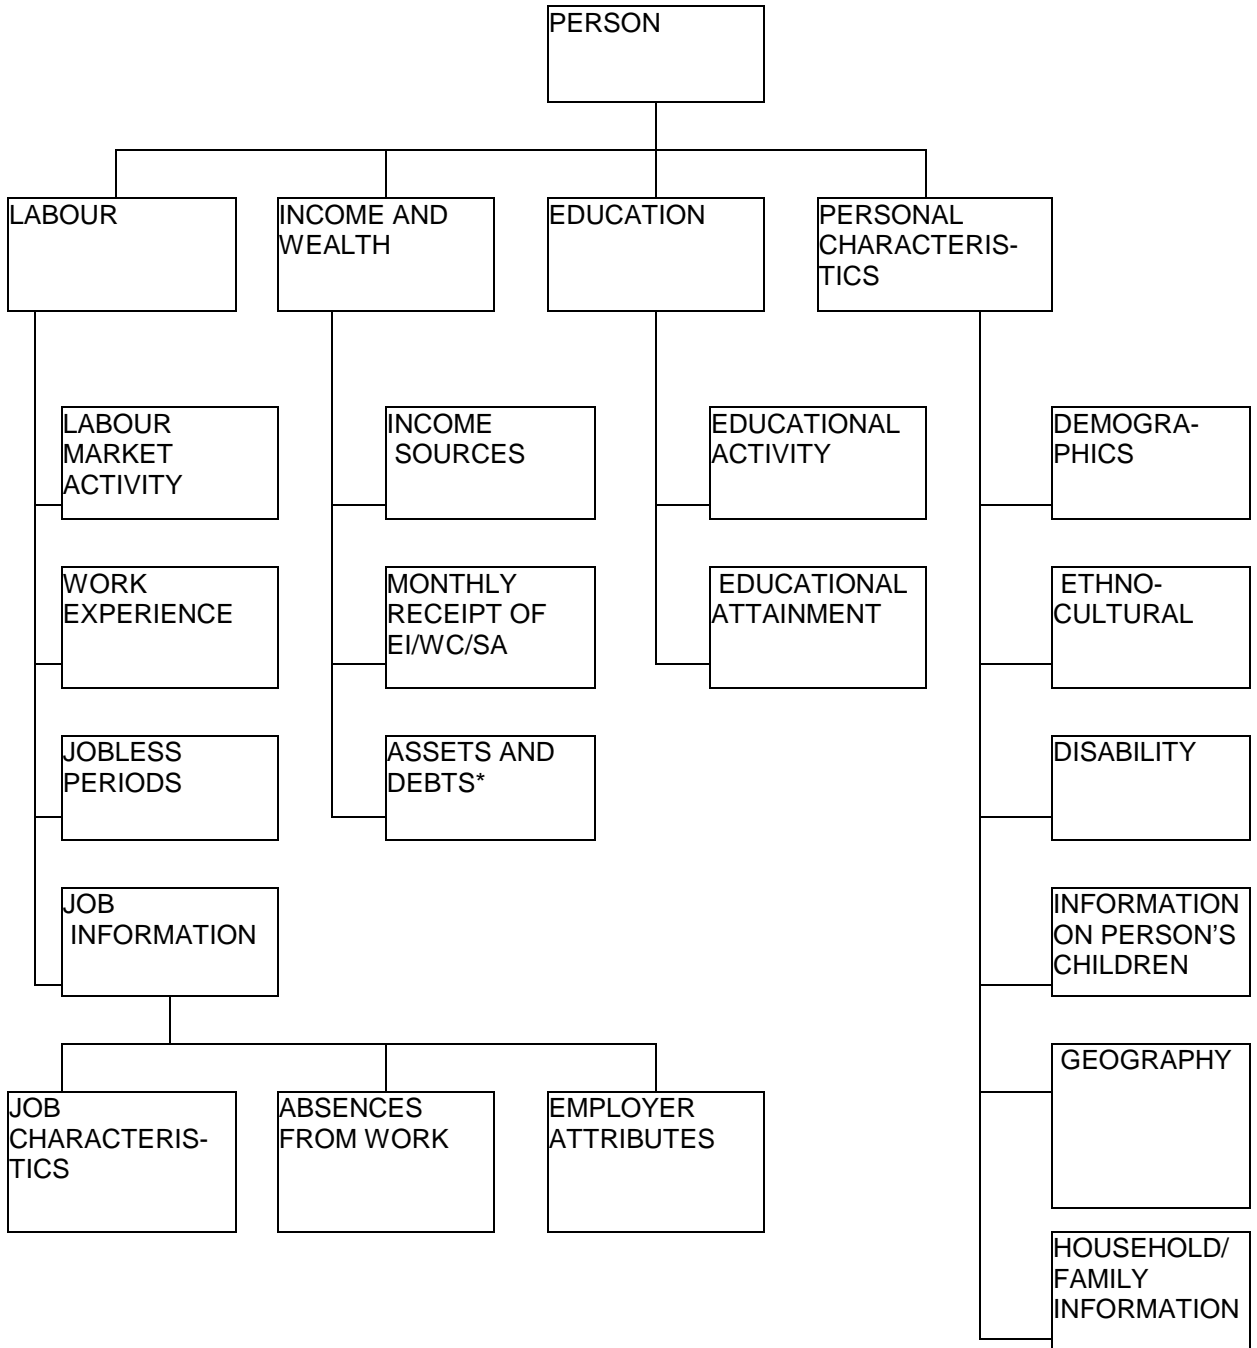 PERSON
LABOUR
INCOME AND
WEALTH
EDUCATION
PERSONAL
CHARACTERIS-
TICS
LABOUR
MARKET
ACTIVITY
INCOME
SOURCES
EDUCATIONAL
ACTIVITY
DEMOGRA-
PHICS
WORK
EXPERIENCE
MONTHLY
RECEIPT OF
EI/WC/SA
EDUCATIONAL
ATTAINMENT
ETHNO-
CULTURAL
JOBLESS
PERIODS
ASSETS AND
DEBTS*
DISABILITY
JOB
INFORMATION
INFORMATION
ON PERSON'S
CHILDREN
GEOGRAPHY
JOB
CHARACTERIS-
TICS
ABSENCES
FROM WORK
EMPLOYER
ATTRIBUTES
HOUSEHOLD/
FAMILY
INFORMATION